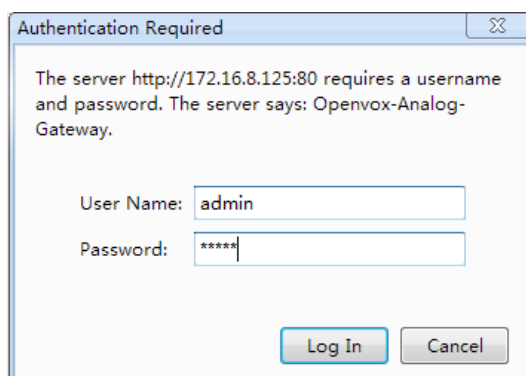 Authentication Required
The server http://172.16.8.125:80 requires a username
and password. The server says: Openvox-Analog-
Gateway.
User Name: admin
Password: *****
Log In Cancel